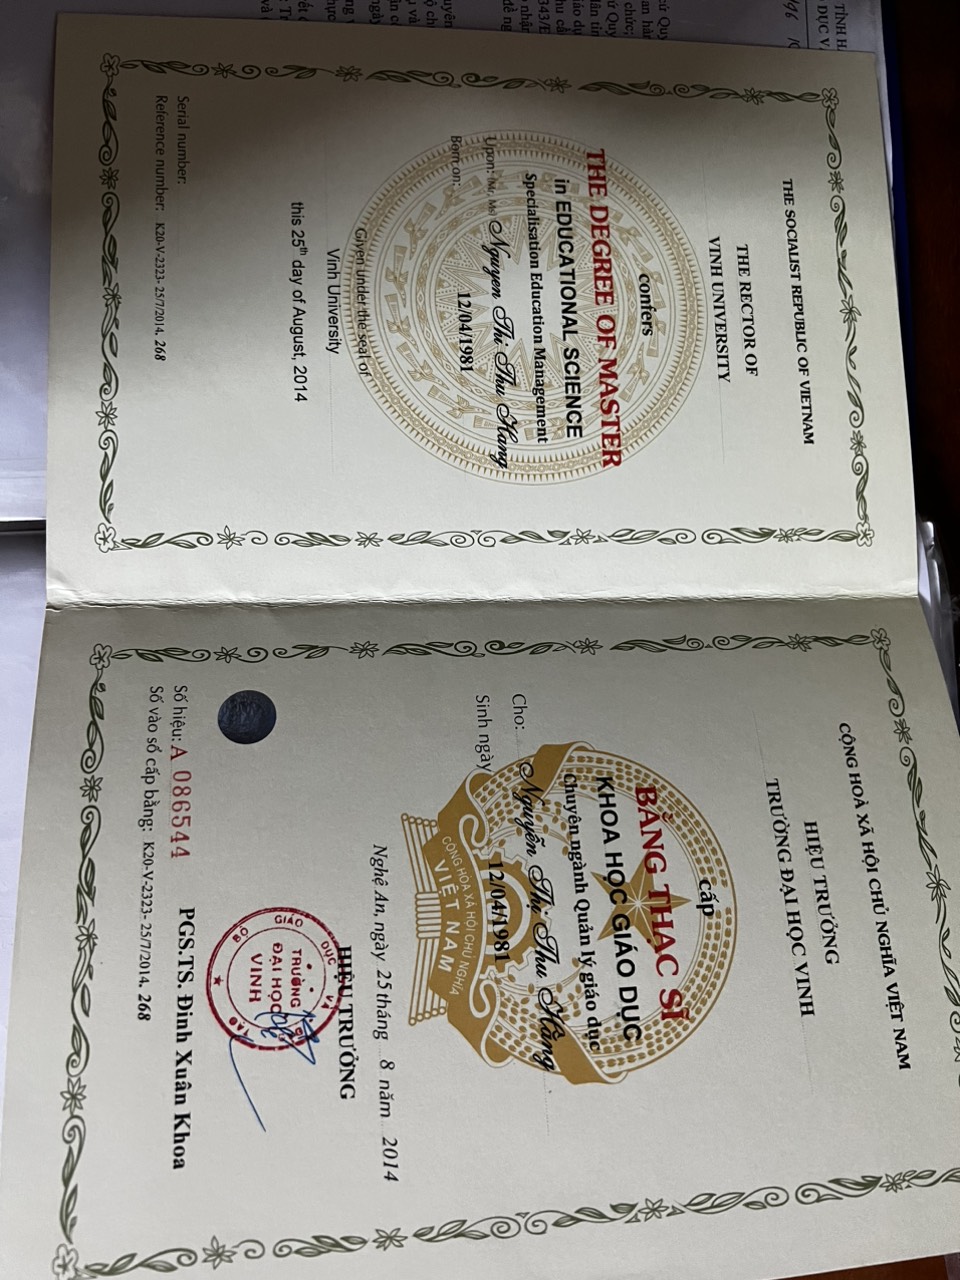 THE SOCIALIST REPUBLIC OF VIETNAM
THE RECTOR OF
VINH UNIVERSITY
confers
THE DEGREE OF MASTER
in EDUCATIONAL SCIENCE
Specialisation Education Management
Upon: (Mr, Ms) Nguyen Thi Thu Hang
Born on: 12/04/1981
Given under the seal of
Vinh University
this 25th day of August, 2014
Serial number:
Reference number: K20-V-2323- 25/7/2014. 268
CỘNG HOÀ XÃ HỘI CHỦ NGHĨA VIỆT NAM
HIỆU TRƯỞNG
TRƯỜNG ĐẠI HỌC VINH
cấp
BẰNG THẠC SĨ
KHOA HỌC GIÁO DỤC
Chuyên ngành Quản lý giáo dục
Cho: Nguyễn Thị Thu Hằng
Sinh ngày 12/04/1981
CỘNG HÒA XÃ HỘI CHỦ NGHĨA
VIỆT NAM
Nghệ An, ngày 25 tháng 8 năm 2014
HIỆU TRƯỞNG
BỘ GIÁO DỤC VÀ ĐÀO TẠO
TRƯỜNG
ĐẠI HỌC
VINH
PGS.TS. Đinh Xuân Khoa
Số hiệu: A 086544
Số vào sổ cấp bằng: K20-V-2323- 25/7/2014. 268